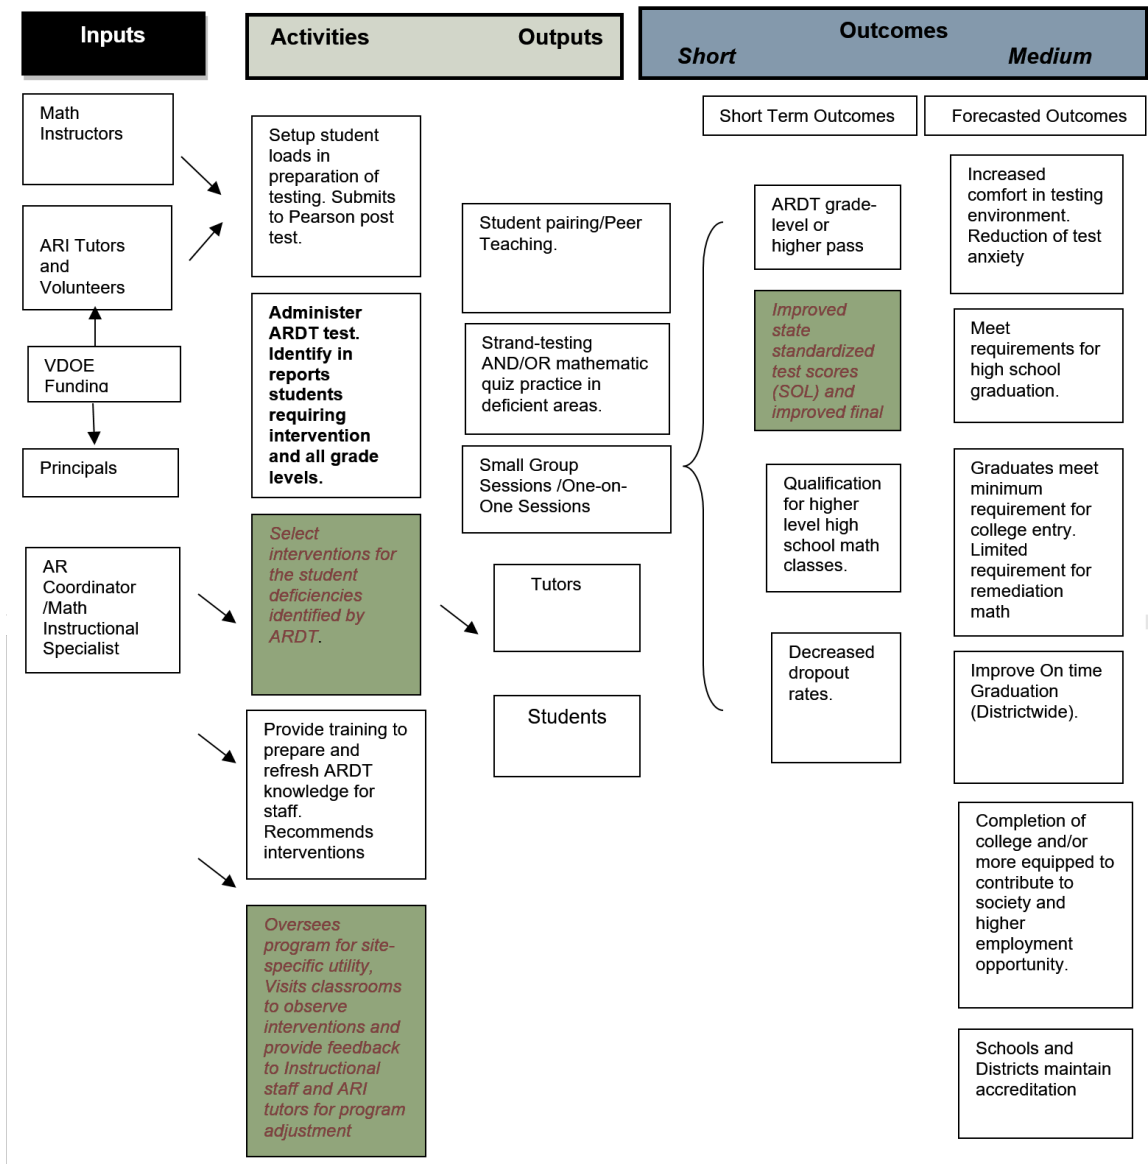 Inputs
Activities
Outputs
Outcomes
Short
Medium
Math
Instructors
ARI Tutors
and
Volunteers
VDOE
Funding
Principals
AR
Coordinator
/Math
Instructional
Specialist
Setup student
loads in
preparation of
testing. Submits
to Pearson post
test.
Administer
ARDT test.
Identify in
reports
students
requiring
intervention
and all grade
levels.
Select
interventions for
the student
deficiencies
identified by
ARDT.
Provide training to
prepare and
refresh ARDT
knowledge for
staff.
Recommends
interventions
Oversees
program for site-
specific utility,
Visits classrooms
to observe
interventions and
provide feedback
to Instructional
staff and ARI
tutors for program
adjustment
Student pairing/Peer
Teaching.
Strand-testing
AND/OR mathematic
quiz practice in
deficient areas.
Small Group
Sessions /One-on-
One Sessions
Tutors
Students
Short Term Outcomes
ARDT grade-
level or
higher pass
Improved
state
standardized
test scores
(SOL) and
improved final
Qualification
for higher
level high
school math
classes.
Decreased
dropout
rates.
Forecasted Outcomes
Increased
comfort in testing
environment.
Reduction of test
anxiety
Meet
requirements for
high school
graduation.
Graduates meet
minimum
requirement for
college entry.
Limited
requirement for
remediation
math
Improve On time
Graduation
(Districtwide).
Completion of
college and/or
more equipped to
contribute to
society and
higher
employment
opportunity.
Schools and
Districts maintain
accreditation